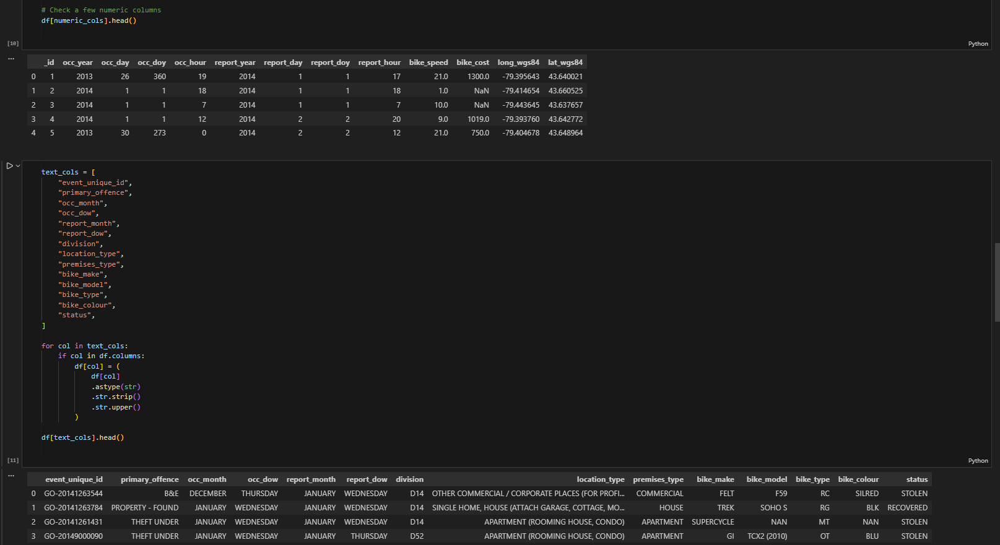 # Check a few numeric columns
df[numeric_cols].head()
[10]
Python
...
_id occ_year occ_day occ_doy occ_hour report_year report_day report_doy report_hour bike_speed bike_cost long_wgs84 lat_wgs84
0 1 2013 26 360 19 2014 1 1 17 21.0 1300.0 -79.395643 43.640021
1 2 2014 1 1 18 2014 1 1 18 1.0 NaN -79.414654 43.660525
2 3 2014 1 1 7 2014 1 1 7 10.0 NaN -79.443645 43.637657
3 4 2014 1 1 12 2014 2 2 20 9.0 1019.0 -79.393760 43.642772
4 5 2013 30 273 0 2014 2 2 12 21.0 750.0 -79.404678 43.648964
text_cols = [
"event_unique_id",
"primary_offence",
"occ_month",
"occ_dow",
"report_month",
"report_dow",
"division",
"location_type",
"premises_type",
"bike_make",
"bike_model",
"bike_type",
"bike_colour",
"status",
]
for col in text_cols:
if col in df.columns:
df[col] = (
df[col]
.astype(str)
.str.strip()
.str.upper()
)
df[text_cols].head()
[11]
Python
...
event_unique_id primary_offence occ_month occ_dow report_month report_dow division location_type premises_type bike_make bike_model bike_type bike_colour status
0 GO-20141263544 B&E DECEMBER THURSDAY JANUARY WEDNESDAY D14 OTHER COMMERCIAL / CORPORATE PLACES (FOR PROFI... COMMERCIAL FELT F59 RC SILRED STOLEN
1 GO-20141263784 PROPERTY - FOUND JANUARY WEDNESDAY JANUARY WEDNESDAY D14 SINGLE HOME, HOUSE (ATTACH GARAGE, COTTAGE, MO... HOUSE TREK SOHO S RG BLK RECOVERED
2 GO-20141261431 THEFT UNDER JANUARY WEDNESDAY JANUARY WEDNESDAY D14 APARTMENT (ROOMING HOUSE, CONDO) APARTMENT SUPERCYCLE NAN MT NAN STOLEN
3 GO-20149000090 THEFT UNDER JANUARY WEDNESDAY JANUARY THURSDAY D52 APARTMENT (ROOMING HOUSE, CONDO) APARTMENT GI TCX2 (2010) OT BLU STOLEN